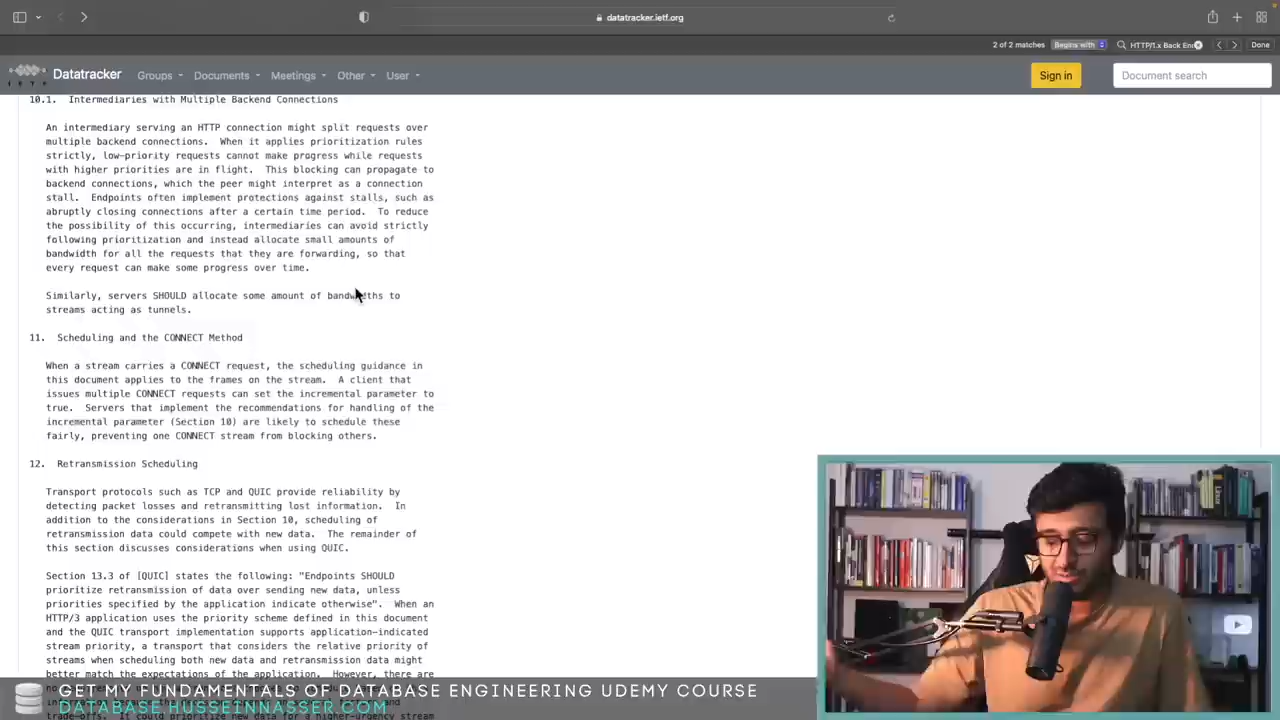 datatracker.ietf.org
2 of 2 matches
Begins with
HTTP/1.x Back En
Done
Datatracker
Groups
Documents
Meetings
Other
User
Sign in
Document search
10.1. Intermediaries with Multiple Backend Connections
An intermediary serving an HTTP connection might split requests over
multiple backend connections. When it applies prioritization rules
strictly, low-priority requests cannot make progress while requests
with higher priorities are in flight. This blocking can propagate to
backend connections, which the peer might interpret as a connection
stall. Endpoints often implement protections against stalls, such as
abruptly closing connections after a certain time period. To reduce
the possibility of this occurring, intermediaries can avoid strictly
following prioritization and instead allocate small amounts of
bandwidth for all the requests that they are forwarding, so that
every request can make some progress over time.
Similarly, servers SHOULD allocate some amount of bandwidths to
streams acting as tunnels.
11. Scheduling and the CONNECT Method
When a stream carries a CONNECT request, the scheduling guidance in
this document applies to the frames on the stream. A client that
issues multiple CONNECT requests can set the incremental parameter to
true. Servers that implement the recommendations for handling of the
incremental parameter (Section 10) are likely to schedule these
fairly, preventing one CONNECT stream from blocking others.
12. Retransmission Scheduling
Transport protocols such as TCP and QUIC provide reliability by
detecting packet losses and retransmitting lost information. In
addition to the considerations in Section 10, scheduling of
retransmission data could compete with new data. The remainder of
this section discusses considerations when using QUIC.
Section 13.3 of [QUIC] states the following: "Endpoints SHOULD
prioritize retransmission of data over sending new data, unless
priorities specified by the application indicate otherwise". When an
HTTP/3 application uses the priority scheme defined in this document
and the QUIC transport implementation supports application-indicated
stream priority, a transport that considers the relative priority of
streams when scheduling both new data and retransmission data might
better match the expectations of the application. However, there are
GET MY FUNDAMENTALS OF DATABASE ENGINEERING UDEMY COURSE
DATABASE.HUSSEINNASSER.COM
trade-offs. It could prioritize new data for a higher-urgency stream